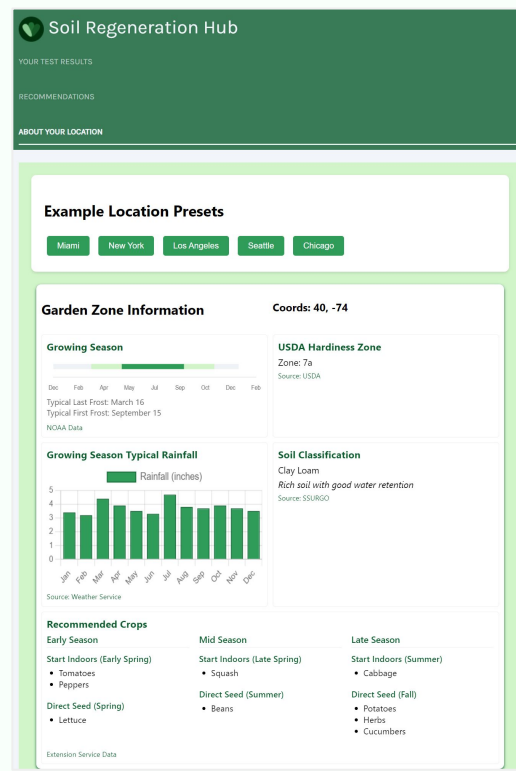 Soil Regeneration Hub
YOUR TEST RESULTS
RECOMMENDATIONS
ABOUT YOUR LOCATION
Example Location Presets
Miami New York Los Angeles Seattle Chicago
Garden Zone Information
Coords: 40, -74
Growing Season
Dec Feb Apr May Jul Sep Oct Dec Feb
Typical Last Frost: March 16
Typical First Frost: September 15
NOAA Data
USDA Hardiness Zone
Zone: 7a
Source: USDA
Growing Season Typical Rainfall
Rainfall (inches)
5
4
3
2
1
0
Jan Feb Mar Apr May Jun Jul Aug Sep Oct Nov Dec
Source: Weather Service
Soil Classification
Clay Loam
Rich soil with good water retention
Source: SSURGO
Recommended Crops
Early Season
Start Indoors (Early Spring)
• Tomatoes
• Peppers
Direct Seed (Spring)
• Lettuce
Mid Season
Start Indoors (Late Spring)
• Squash
Direct Seed (Summer)
• Beans
Late Season
Start Indoors (Summer)
• Cabbage
Direct Seed (Fall)
• Potatoes
• Herbs
• Cucumbers
Extension Service Data